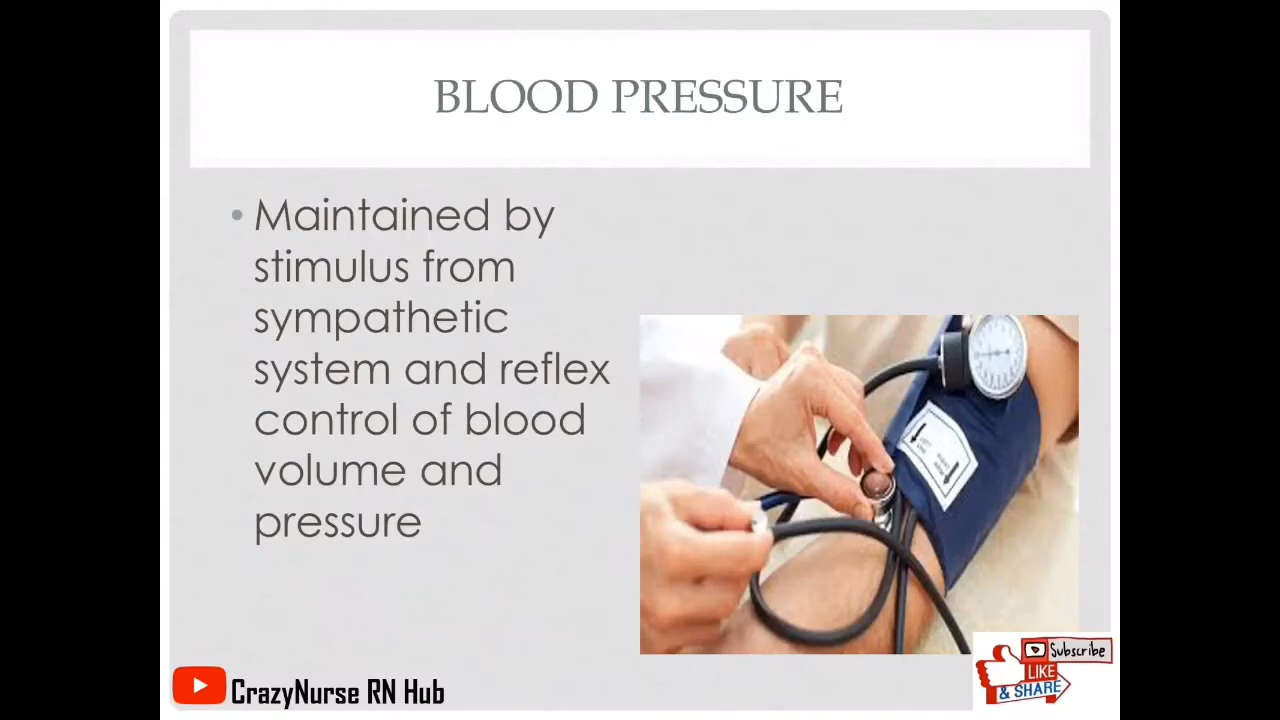 BLOOD PRESSURE
• Maintained by
stimulus from
sympathetic
system and reflex
control of blood
volume and
pressure
Subscribe
LIKE
& SHARE
CrazyNurse RN Hub